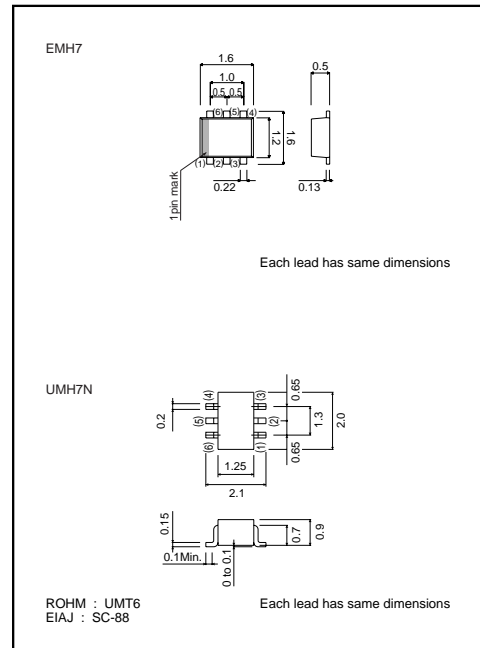 EMH7
1.6
1.0
0.5 0.5
0.5
(6) (5) (4)
1.2
1.6
(1) (2) (3)
0.22
0.13
1pin mark
Each lead has same dimensions
UMH7N
(4)
(3)
0.65
0.2
(5)
(2)
1.3
2.0
(6)
(1)
0.65
1.25
2.1
0.15
0.1Min.
0 to 0.1
0.7
0.9
ROHM : UMT6
Each lead has same dimensions
EIAJ : SC-88